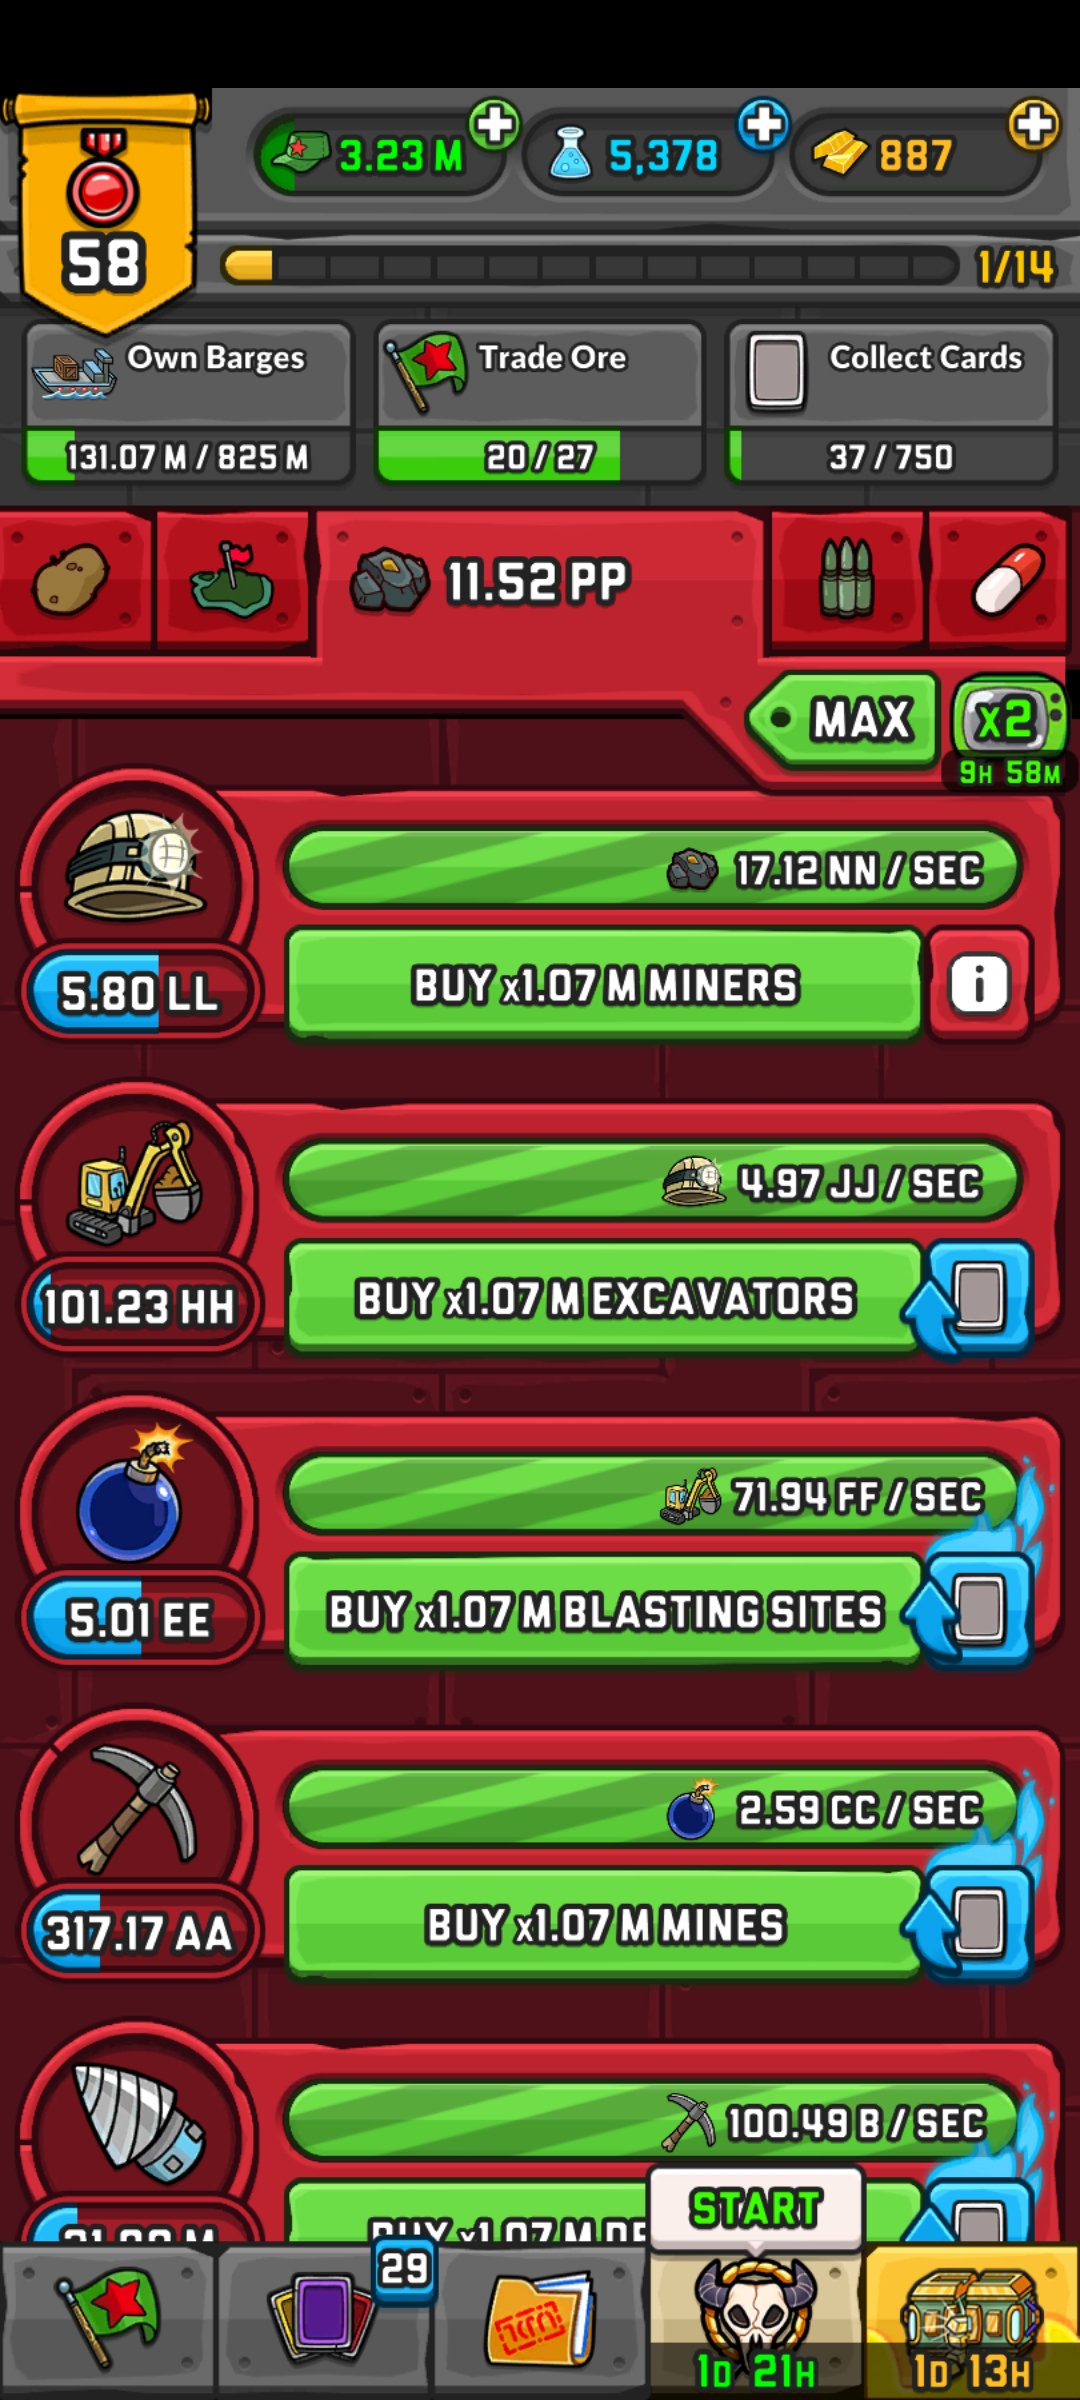 3.23 M
5,378
887
58
1/14
Own Barges
Trade Ore
Collect Cards
131.07 M / 825 M
20 / 27
37 / 750
11.52 PP
MAX
x2
9H 58M
17.12 NN / SEC
5.80 LL
BUY x1.07 M MINERS
i
4.97 JJ / SEC
101.23 HH
BUY x1.07 M EXCAVATORS
71.94 FF / SEC
5.01 EE
BUY x1.07 M BLASTING SITES
2.59 CC / SEC
317.17 AA
BUY x1.07 M MINES
100.49 B / SEC
BUY x1.07 M
START
29
1D 21H
1D 13H